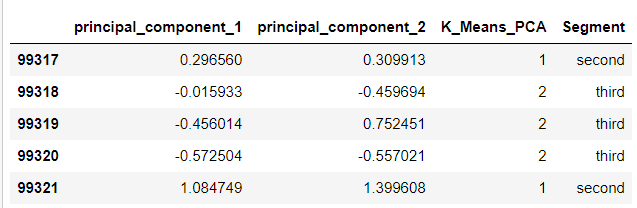 principal_component_1 principal_component_2 K_Means_PCA Segment
99317 0.296560 0.309913 1 second
99318 -0.015933 -0.459694 2 third
99319 -0.456014 0.752451 2 third
99320 -0.572504 -0.557021 2 third
99321 1.084749 1.399608 1 second